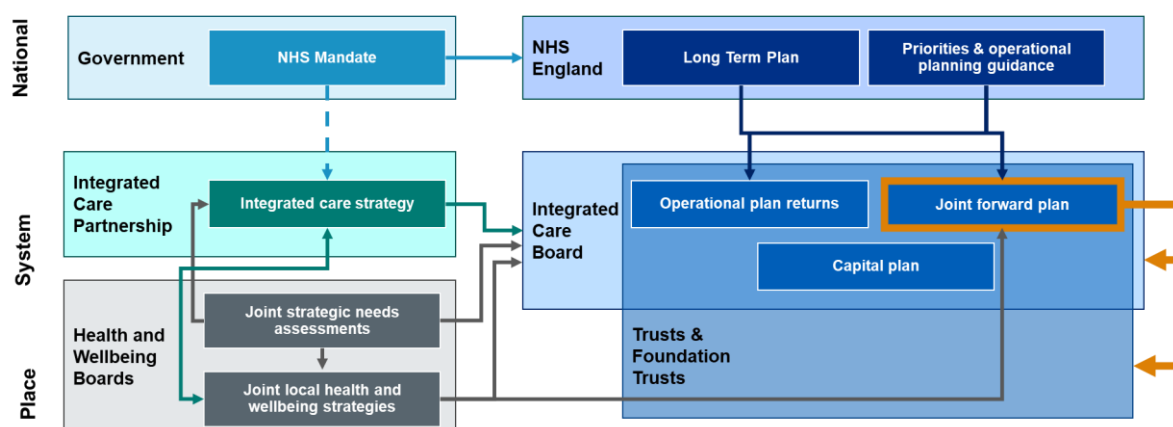 National
Government
NHS Mandate
NHS
England
Long Term Plan
Priorities & operational
planning guidance
System
Integrated
Care
Partnership
Integrated care strategy
Integrated
Care
Board
Operational plan returns
Joint forward plan
Capital plan
Place
Health and
Wellbeing
Boards
Joint strategic needs
assessments
Joint local health and
wellbeing strategies
Trusts &
Foundation
Trusts